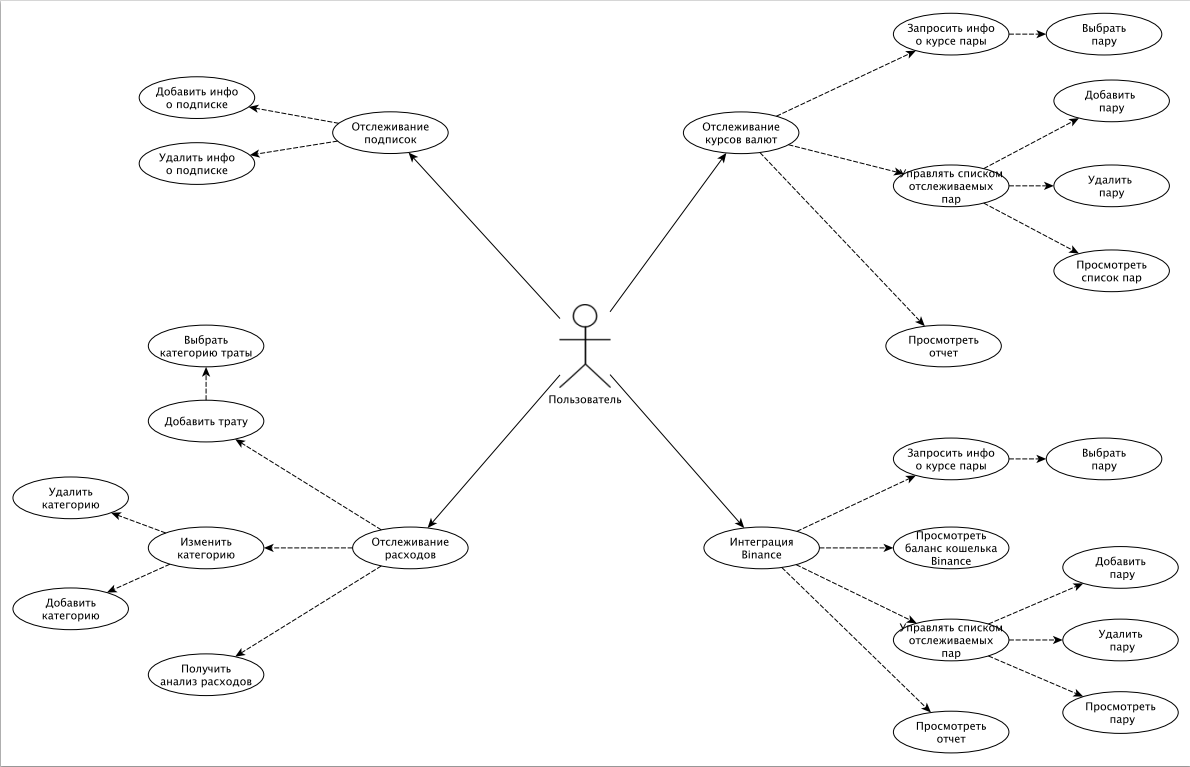 Запросить инфо
о курсе пары
Выбрать
пару
Добавить инфо
о подписке
Удалить инфо
о подписке
Отслеживание
подписок
Отслеживание
курсов валют
Добавить
пару
Управлять списком
отслеживаемых
пар
Удалить
пару
Просмотреть
список пар
Просмотреть
отчет
Пользователь
Выбрать
категорию траты
Добавить трату
Удалить
категорию
Изменить
категорию
Добавить
категорию
Отслеживание
расходов
Получить
анализ расходов
Запросить инфо
о курсе пары
Выбрать
пару
Интеграция
Binance
Просмотреть
баланс кошелька
Binance
Добавить
пару
Управлять списком
отслеживаемых
пар
Удалить
пару
Просмотреть
пару
Просмотреть
отчет